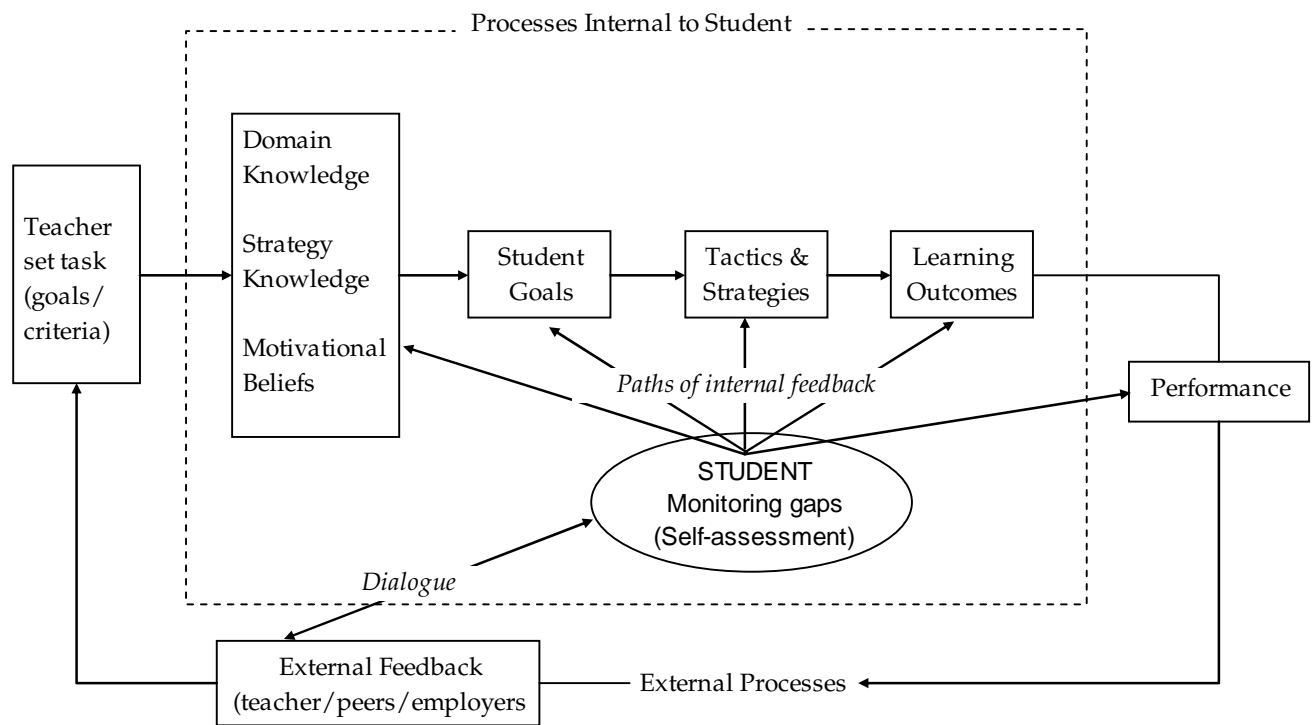 Processes Internal to Student
Domain
Knowledge
Strategy
Knowledge
Motivational
Beliefs
Teacher
set task
(goals/
criteria)
Student
Goals
Tactics &
Strategies
Learning
Outcomes
Paths of internal feedback
Performance
STUDENT
Monitoring gaps
(Self-assessment)
Dialogue
External Feedback
(teacher/peers/employers
External Processes